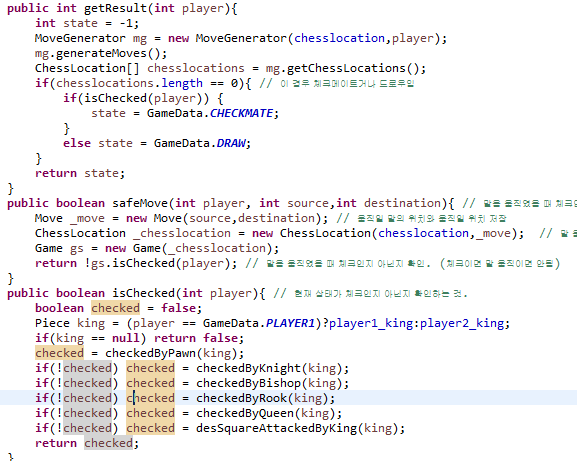 public int getResult(int player){
int state = -1;
MoveGenerator mg = new MoveGenerator(chesslocation,player);
mg.generateMoves();
ChessLocation[] chesslocations = mg.getChessLocations();
if(chesslocations.length == 0){ // 이 경우 체크메이트거나 드로우임
if(isChecked(player)) {
state = GameData.CHECKMATE;
}
else state = GameData.DRAW;
}
return state;
}
public boolean safeMove(int player, int source,int destination){ // 말을 움직였을 때
Move _move = new Move(source,destination); // 움직일 말의 위치와 움직일 위치 저장
ChessLocation _chesslocation = new ChessLocation(chesslocation,_move); // 말
Game gs = new Game(_chesslocation);
return !gs.isChecked(player); // 말을 움직였을 때 체크인지 아닌지 확인. (체크이면 말 움직이면 안됨)
}
public boolean isChecked(int player){ // 현재 상태가 체크인지 아닌지 확인하는 것.
boolean checked = false;
Piece king = (player == GameData.PLAYER1)?player1_king:player2_king;
if(king == null) return false;
checked = checkedByPawn(king);
if(!checked) checked = checkedByKnight(king);
if(!checked) checked = checkedByBishop(king);
if(!checked) checked = checkedByRook(king);
if(!checked) checked = checkedByQueen(king);
if(!checked) checked = desSquareAttackedByKing(king);
return checked;
}